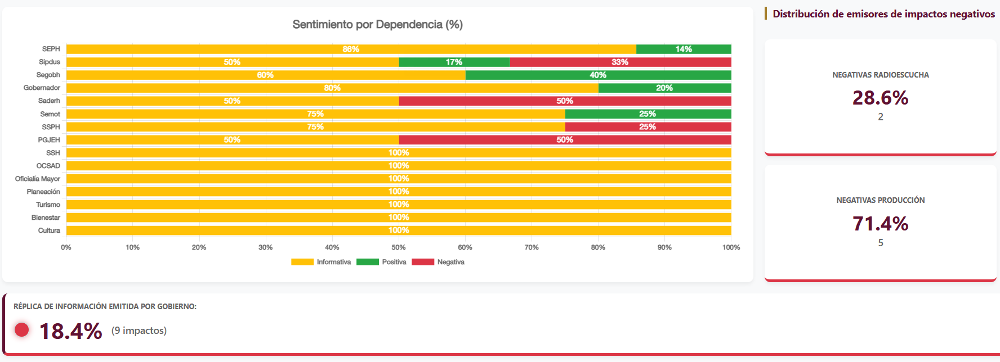 Sentimiento por Dependencia (%)
SEPH 86% 14%
Sipdus 50% 17% 33%
Segobh 60% 40%
Gobernador 80% 20%
Saderh 50% 50%
Semot 75% 25%
SSPH 75% 25%
PGJEH 50% 50%
SSH 100%
OCSAD 100%
Oficialía Mayor 100%
Planeación 100%
Turismo 100%
Bienestar 100%
Cultura 100%
0% 10% 20% 30% 40% 50% 60% 70% 80% 90% 100%
Informativa Positiva Negativa
Distribución de emisores de impactos negativos
NEGATIVAS RADIOESCUCHA
28.6%
2
NEGATIVAS PRODUCCIÓN
71.4%
5
RÉPLICA DE INFORMACIÓN EMITIDA POR GOBIERNO:
18.4% (9 impactos)